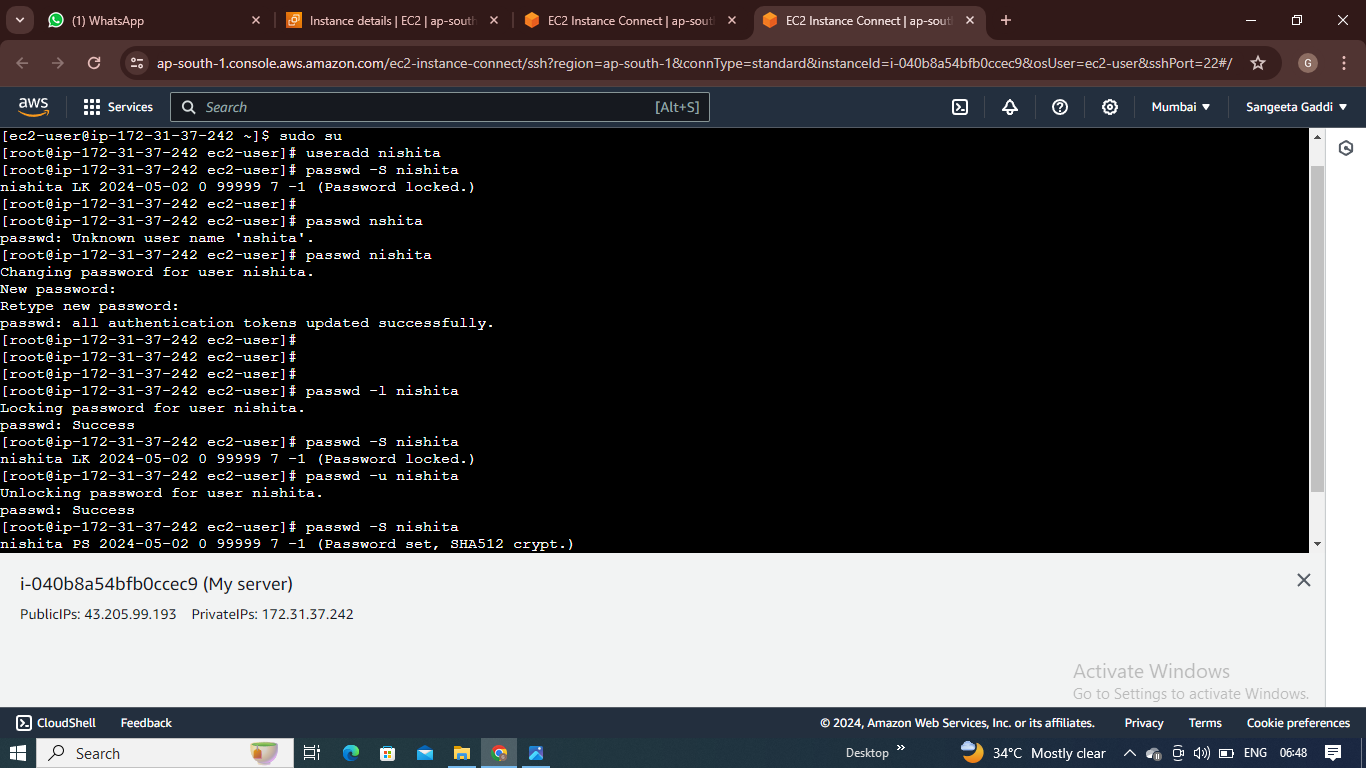 (1) WhatsApp
Instance details | EC2 | ap-south
EC2 Instance Connect | ap-sout
EC2 Instance Connect | ap-sout
ap-south-1.console.aws.amazon.com/ec2-instance-connect/ssh?region=ap-south-1&connType=standard&instanceId=i-040b8a54bfb0ccec9&osUser=ec2-user&sshPort=22#/
G
aws
Services
Search
[Alt+S]
Mumbai
Sangeeta Gaddi
[ec2-user@ip-172-31-37-242 ~]$ sudo su
[root@ip-172-31-37-242 ec2-user]# useradd nishita
[root@ip-172-31-37-242 ec2-user]# passwd -S nishita
nishita LK 2024-05-02 0 99999 7 -1 (Password locked.)
[root@ip-172-31-37-242 ec2-user]#
[root@ip-172-31-37-242 ec2-user]# passwd nshita
passwd: Unknown user name 'nshita'.
[root@ip-172-31-37-242 ec2-user]# passwd nishita
Changing password for user nishita.
New password:
Retype new password:
passwd: all authentication tokens updated successfully.
[root@ip-172-31-37-242 ec2-user]#
[root@ip-172-31-37-242 ec2-user]#
[root@ip-172-31-37-242 ec2-user]#
[root@ip-172-31-37-242 ec2-user]# passwd -l nishita
Locking password for user nishita.
passwd: Success
[root@ip-172-31-37-242 ec2-user]# passwd -S nishita
nishita LK 2024-05-02 0 99999 7 -1 (Password locked.)
[root@ip-172-31-37-242 ec2-user]# passwd -u nishita
Unlocking password for user nishita.
passwd: Success
[root@ip-172-31-37-242 ec2-user]# passwd -S nishita
nishita PS 2024-05-02 0 99999 7 -1 (Password set, SHA512 crypt.)
i-040b8a54bfb0ccec9 (My server)
PublicIPs: 43.205.99.193 PrivateIPs: 172.31.37.242
Activate Windows
Go to Settings to activate Windows.
CloudShell
Feedback
© 2024, Amazon Web Services, Inc. or its affiliates.
Privacy
Terms
Cookie preferences
Search
Desktop
34°C Mostly clear
ENG
06:48